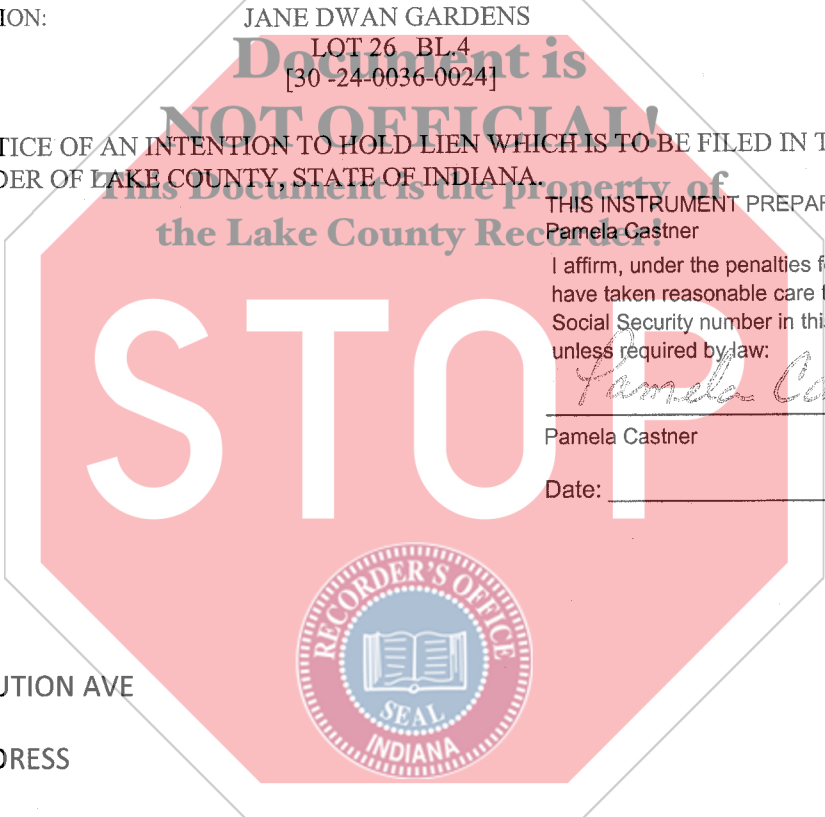 ION: JANE DWAN GARDENS
LOT 26 BL.4
Document is
[30 -24-0036-0024]
NOT OFFICIAL!
TICE OF AN INTENTION TO HOLD LIEN WHICH IS TO BE FILED IN T
DER OF LAKE COUNTY, STATE OF INDIANA.
This Document is the property of
the Lake County Recorder!
THIS INSTRUMENT PREPAR
Pamela Castner
I affirm, under the penalties f
have taken reasonable care t
Social Security number in this
unless required by law:
Pamela Ca
Pamela Castner
Date:
STOP
RECORDER'S OFFICE
SEAL
INDIANA
UTION AVE
DRESS